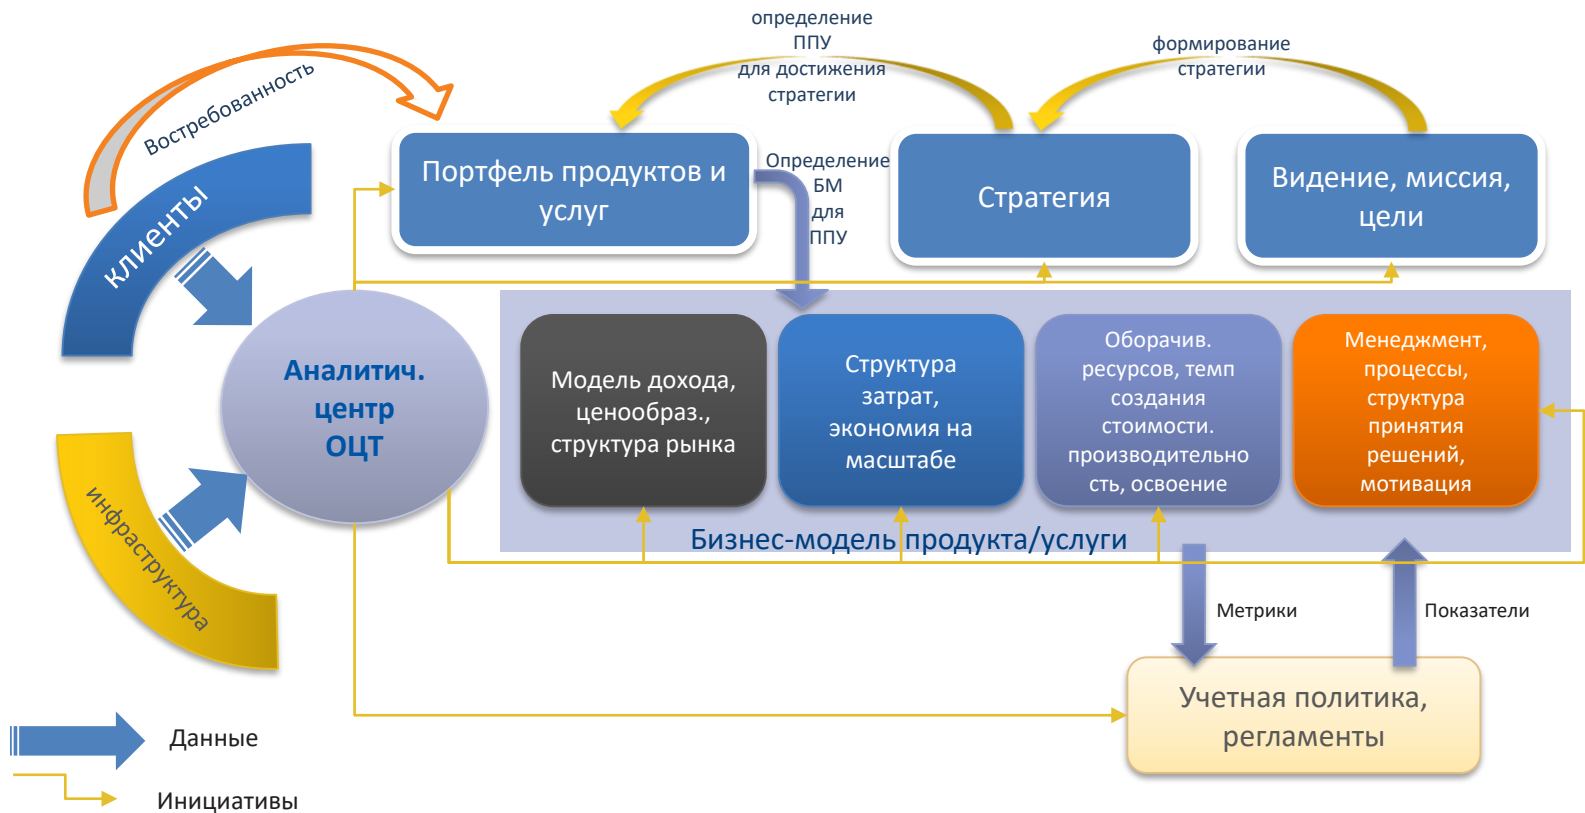 определение
ППУ
для достижения
стратегии
формирование
стратегии
Востребованность
Портфель продуктов и
услуг
Определение
БМ
для
ППУ
Стратегия
Видение, миссия,
цели
клиенты
Аналитич.
центр
ОЦТ
Модель дохода,
ценообраз.,
структура рынка
Структура
затрат,
экономия на
масштабе
Оборачив.
ресурсов, темп
создания
стоимости.
производительно
сть, освоение
Менеджмент,
процессы,
структура
принятия
решений,
мотивация
Бизнес-модель продукта/услуги
инфраструктура
Метрики
Показатели
Учетная политика,
регламенты
Данные
Инициативы